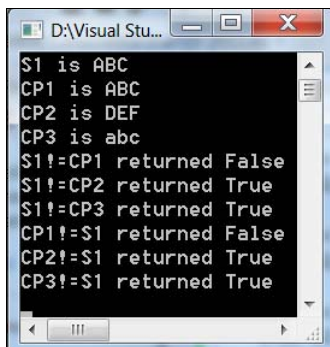 D:\Visual Stu...
S1 is ABC
CP1 is ABC
CP2 is DEF
CP3 is abc
S1!=CP1 returned False
S1!=CP2 returned True
S1!=CP3 returned True
CP1!=S1 returned False
CP2!=S1 returned True
CP3!=S1 returned True